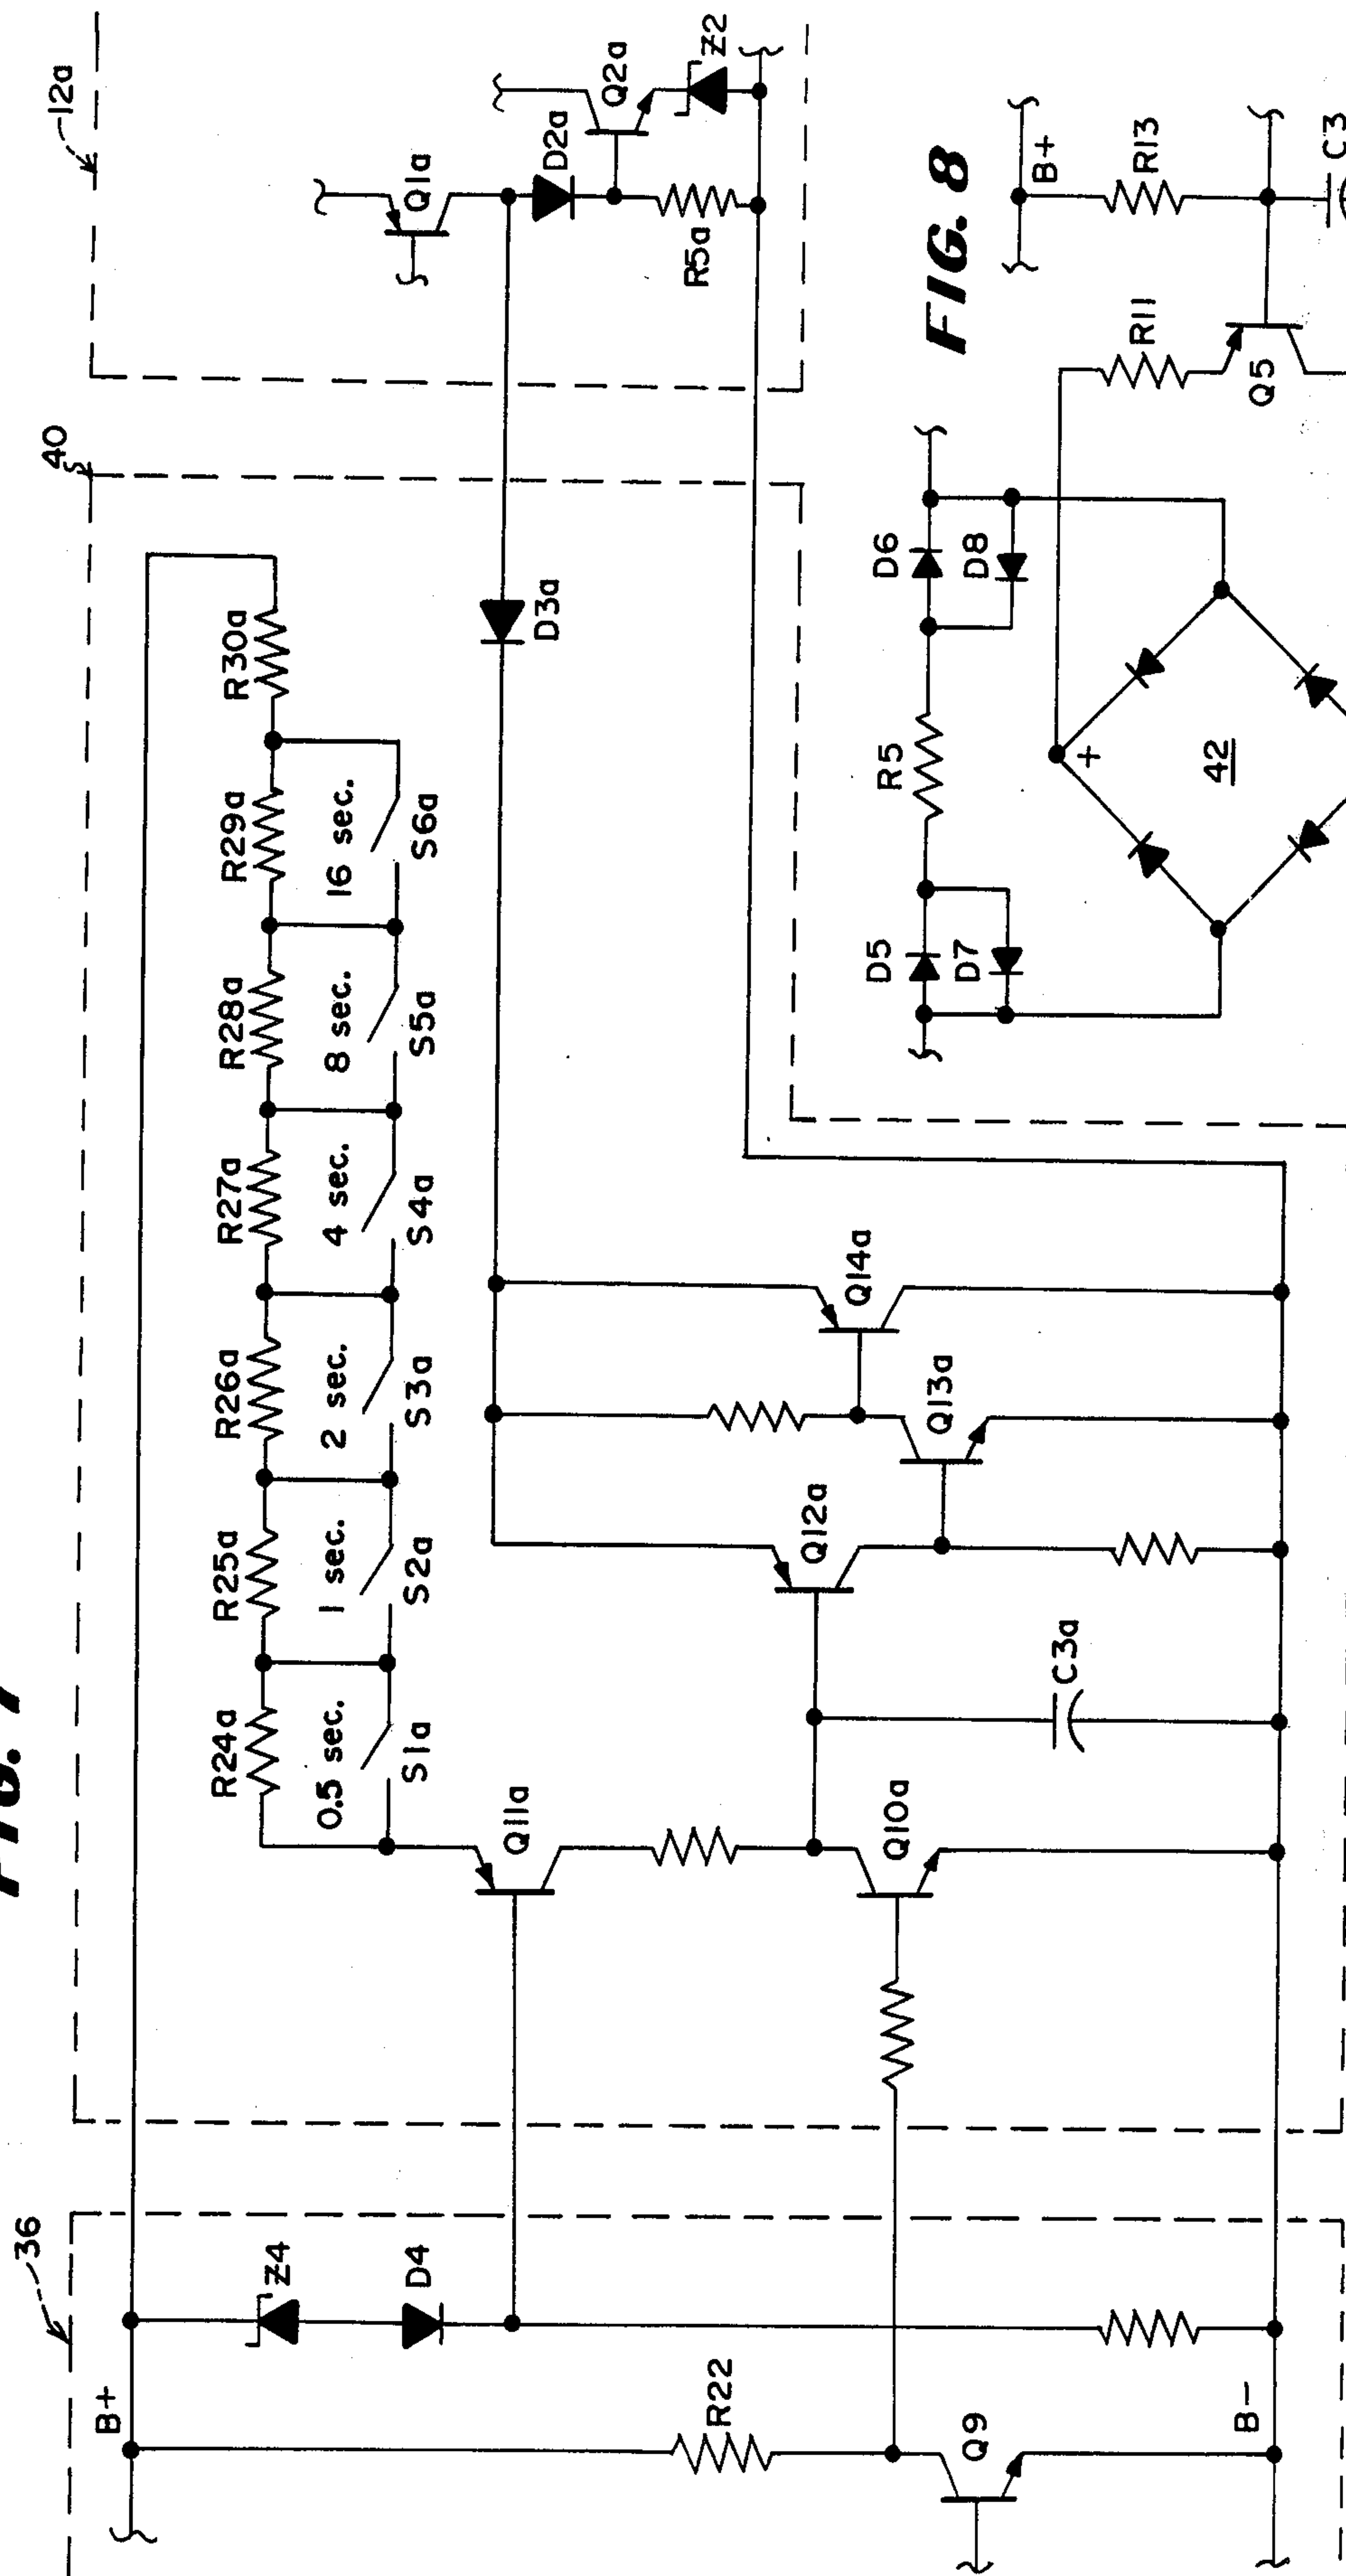 FIG. 7
36
B+
Z4
D4
R22
Q9
B-
40
R24a
R25a
R26a
R27a
R28a
R29a
R30a
0.5 sec.
1 sec.
2 sec.
4 sec.
8 sec.
16 sec.
S1a
S2a
S3a
S4a
S5a
S6a
Q11a
Q10a
C3a
Q12a
Q13a
Q14a
D3a
12a
Q1a
D2a
Q2a
R5a
Z2
FIG. 8
D5
D7
R5
D6
D8
+
42
R11
Q5
B+
R13
C3